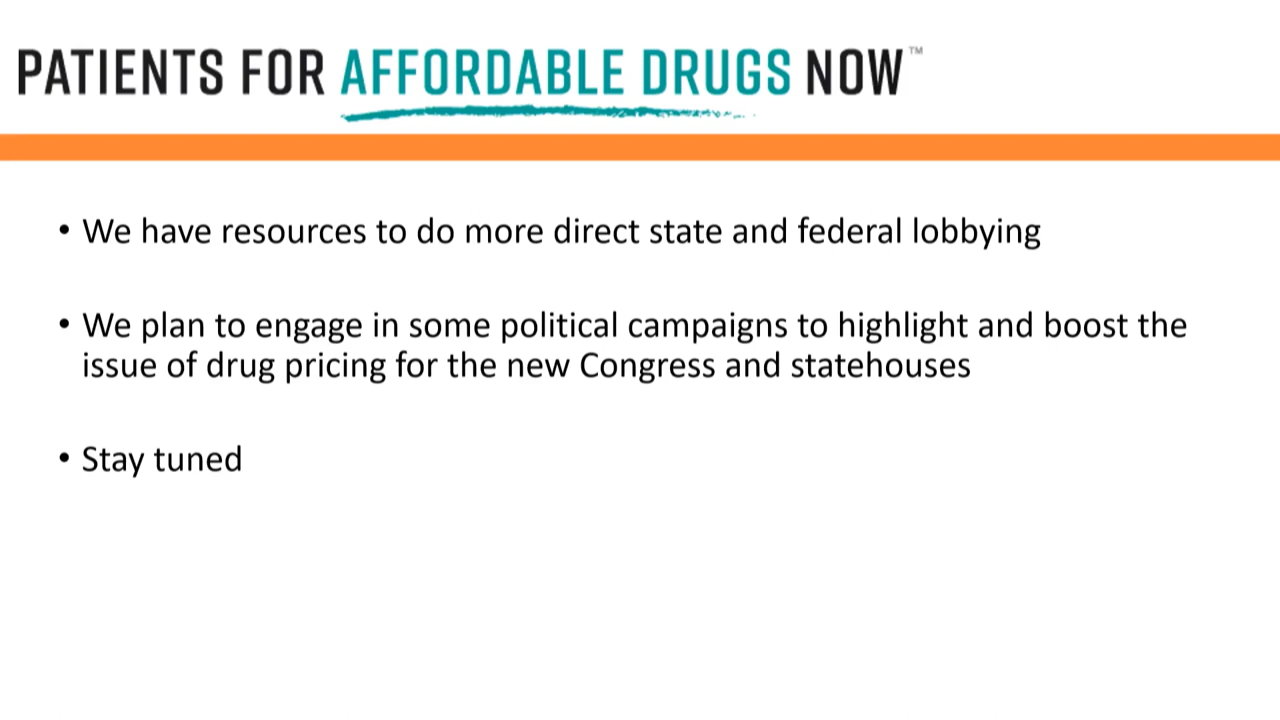 PATIENTS FOR AFFORDABLE DRUGS NOW™
• We have resources to do more direct state and federal lobbying
• We plan to engage in some political campaigns to highlight and boost the
issue of drug pricing for the new Congress and statehouses
• Stay tuned